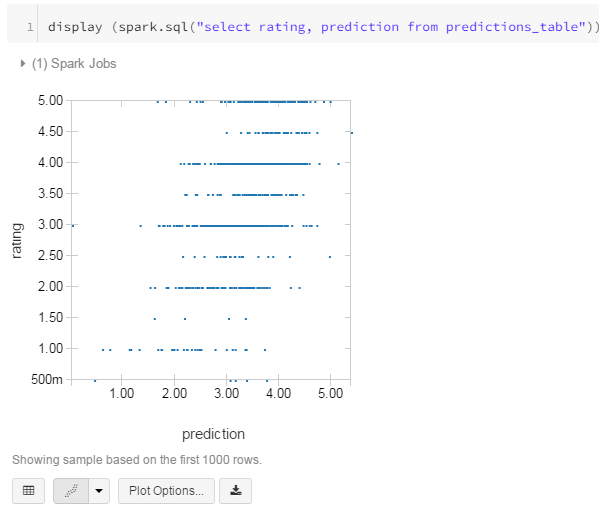 1 display (spark.sql("select rating, prediction from predictions_table"))
(1) Spark Jobs
5.00
4.50
4.00
3.50
3.00
2.50
2.00
1.50
1.00
500m
rating
1.00 2.00 3.00 4.00 5.00
prediction
Showing sample based on the first 1000 rows.
Plot Options...